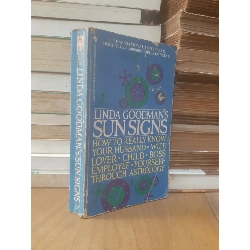 LINDA GOODMAN'S
SUN SIGNS
HOW TO REALLY KNOW
YOUR HUSBAND · WIFE
LOVER · CHILD · BOSS
EMPLOYEE · YOURSELF
THROUGH ASTROLOGY
LINDA GOODMAN'S SUN SIGNS